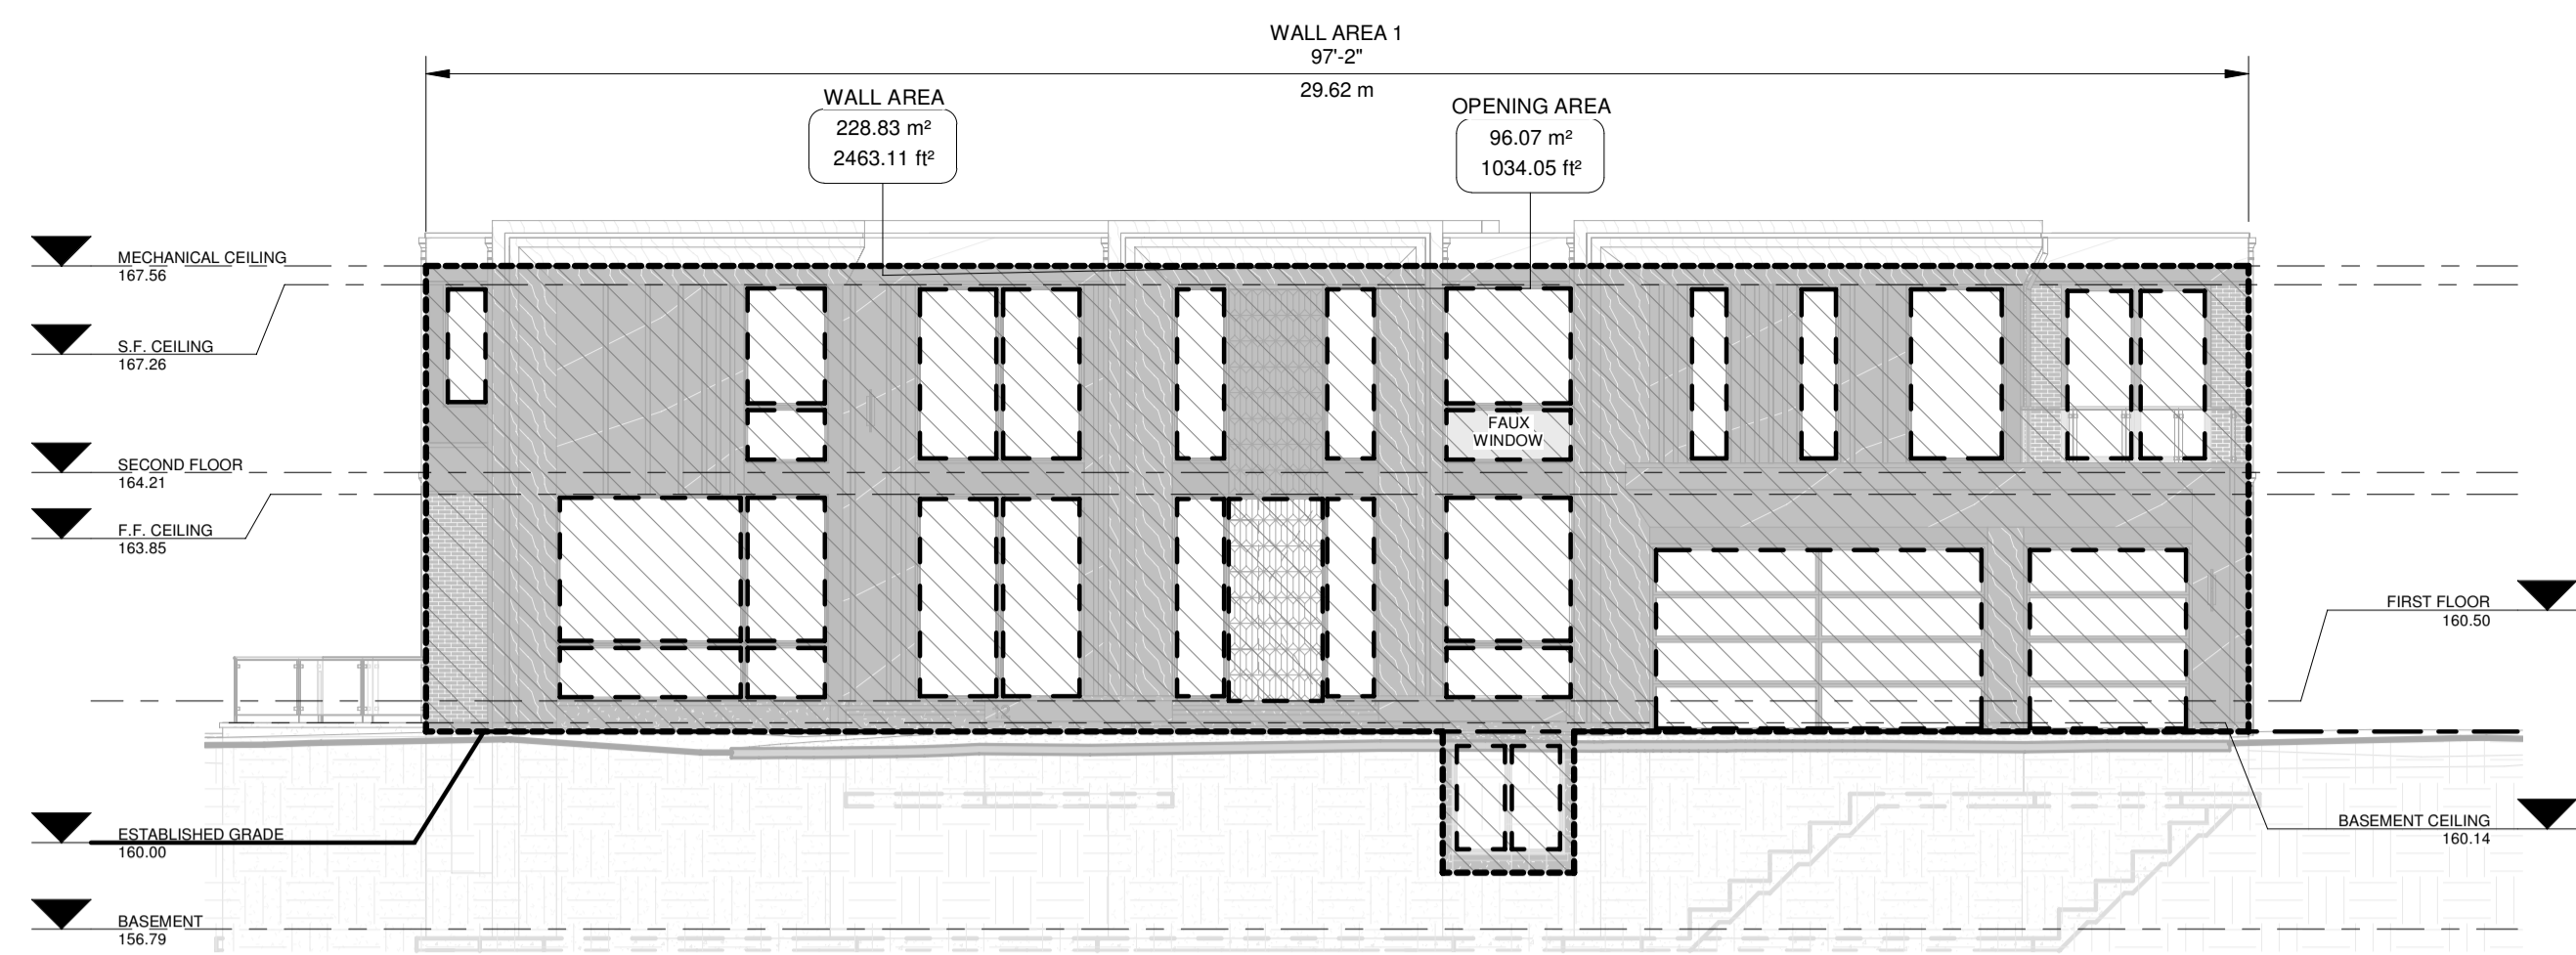 WALL AREA 1
97'-2"
29.62 m
WALL AREA
228.83 m²
2463.11 ft²
OPENING AREA
96.07 m²
1034.05 ft²
MECHANICAL CEILING
167.56
S.F. CEILING
167.26
FAUX
WINDOW
SECOND FLOOR
164.21
F.F. CEILING
163.85
FIRST FLOOR
160.50
ESTABLISHED GRADE
160.00
BASEMENT CEILING
160.14
BASEMENT
156.79